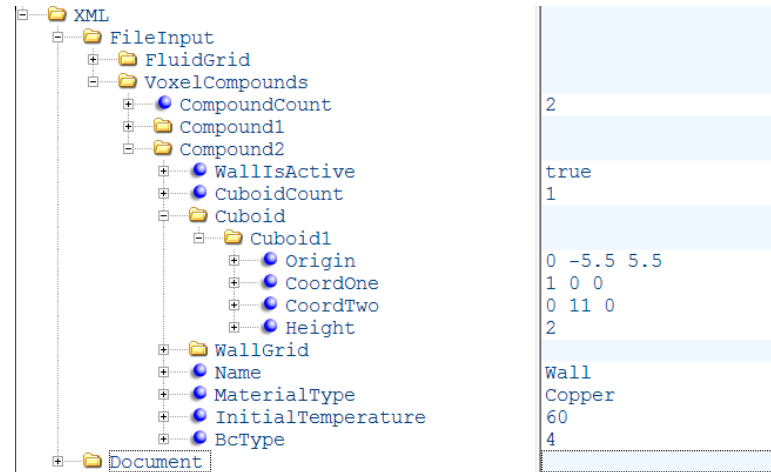 XML
FileInput
FluidGrid
VoxelCompounds
CompoundCount 2
Compound1
Compound2
WallIsActive true
CuboidCount 1
Cuboid
Cuboid1
Origin 0 -5.5 5.5
CoordOne 1 0 0
CoordTwo 0 11 0
Height 2
WallGrid
Name Wall
MaterialType Copper
InitialTemperature 60
BcType 4
Document